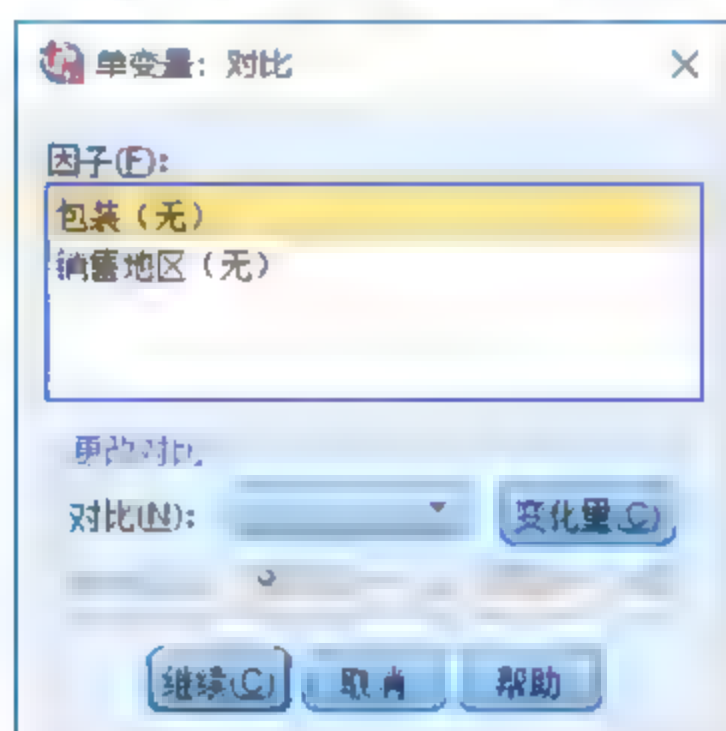 单变量：对比
因子(F):
包装（无）
销售地区（无）
更改对比
对比(N):
变化量(C)
继续(C) 取消 帮助